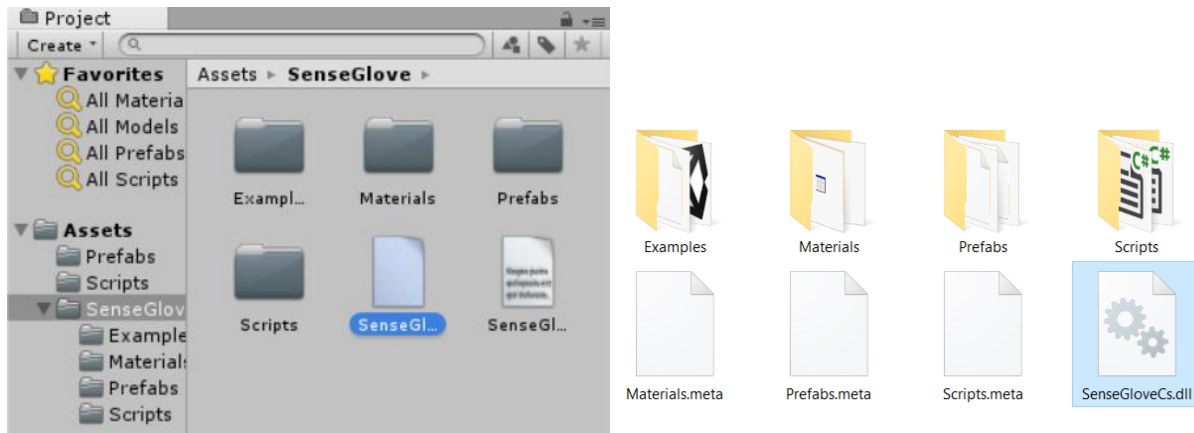 Project
Create
Favorites
All Materia
All Models
All Prefabs
All Scripts
Assets
Prefabs
Scripts
SenseGlov
Example
Materials
Prefabs
Scripts
Assets SenseGlove
Exampl...
Materials
Prefabs
Scripts
SenseGl...
SenseGl...
Examples
Materials
Prefabs
Scripts
C#
C#
Materials.meta
Prefabs.meta
Scripts.meta
SenseGloveCs.dll